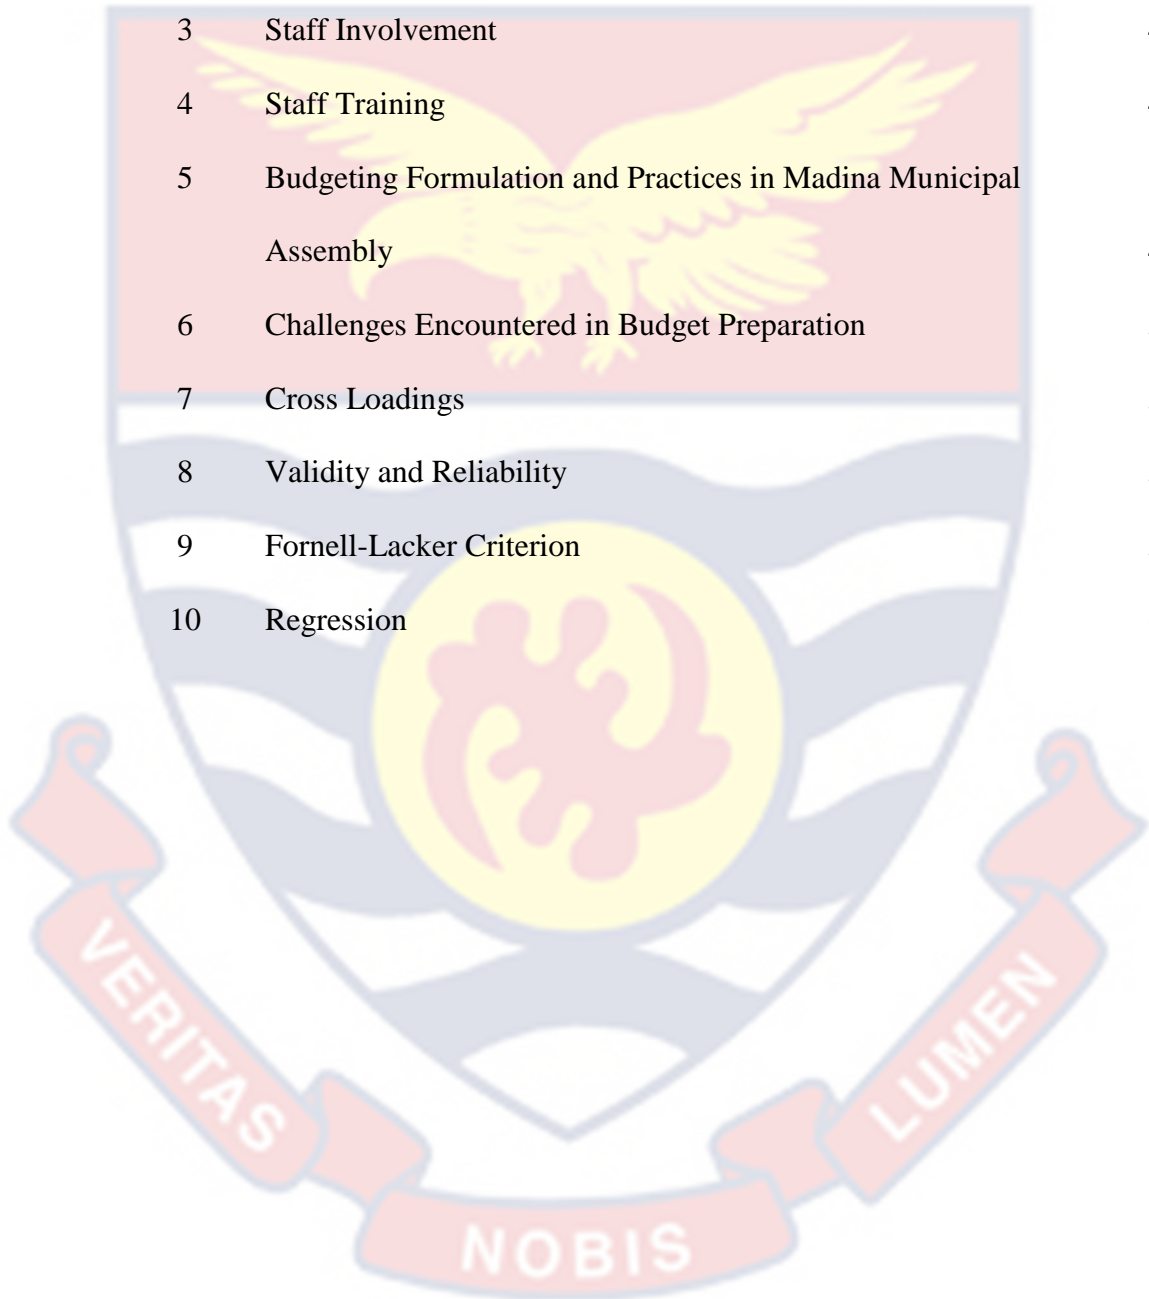 3 Staff Involvement
4 Staff Training
5 Budgeting Formulation and Practices in Madina Municipal
Assembly
6 Challenges Encountered in Budget Preparation
7 Cross Loadings
8 Validity and Reliability
9 Fornell-Lacker Criterion
10 Regression
VERITAS
NOBIS
LUMEN